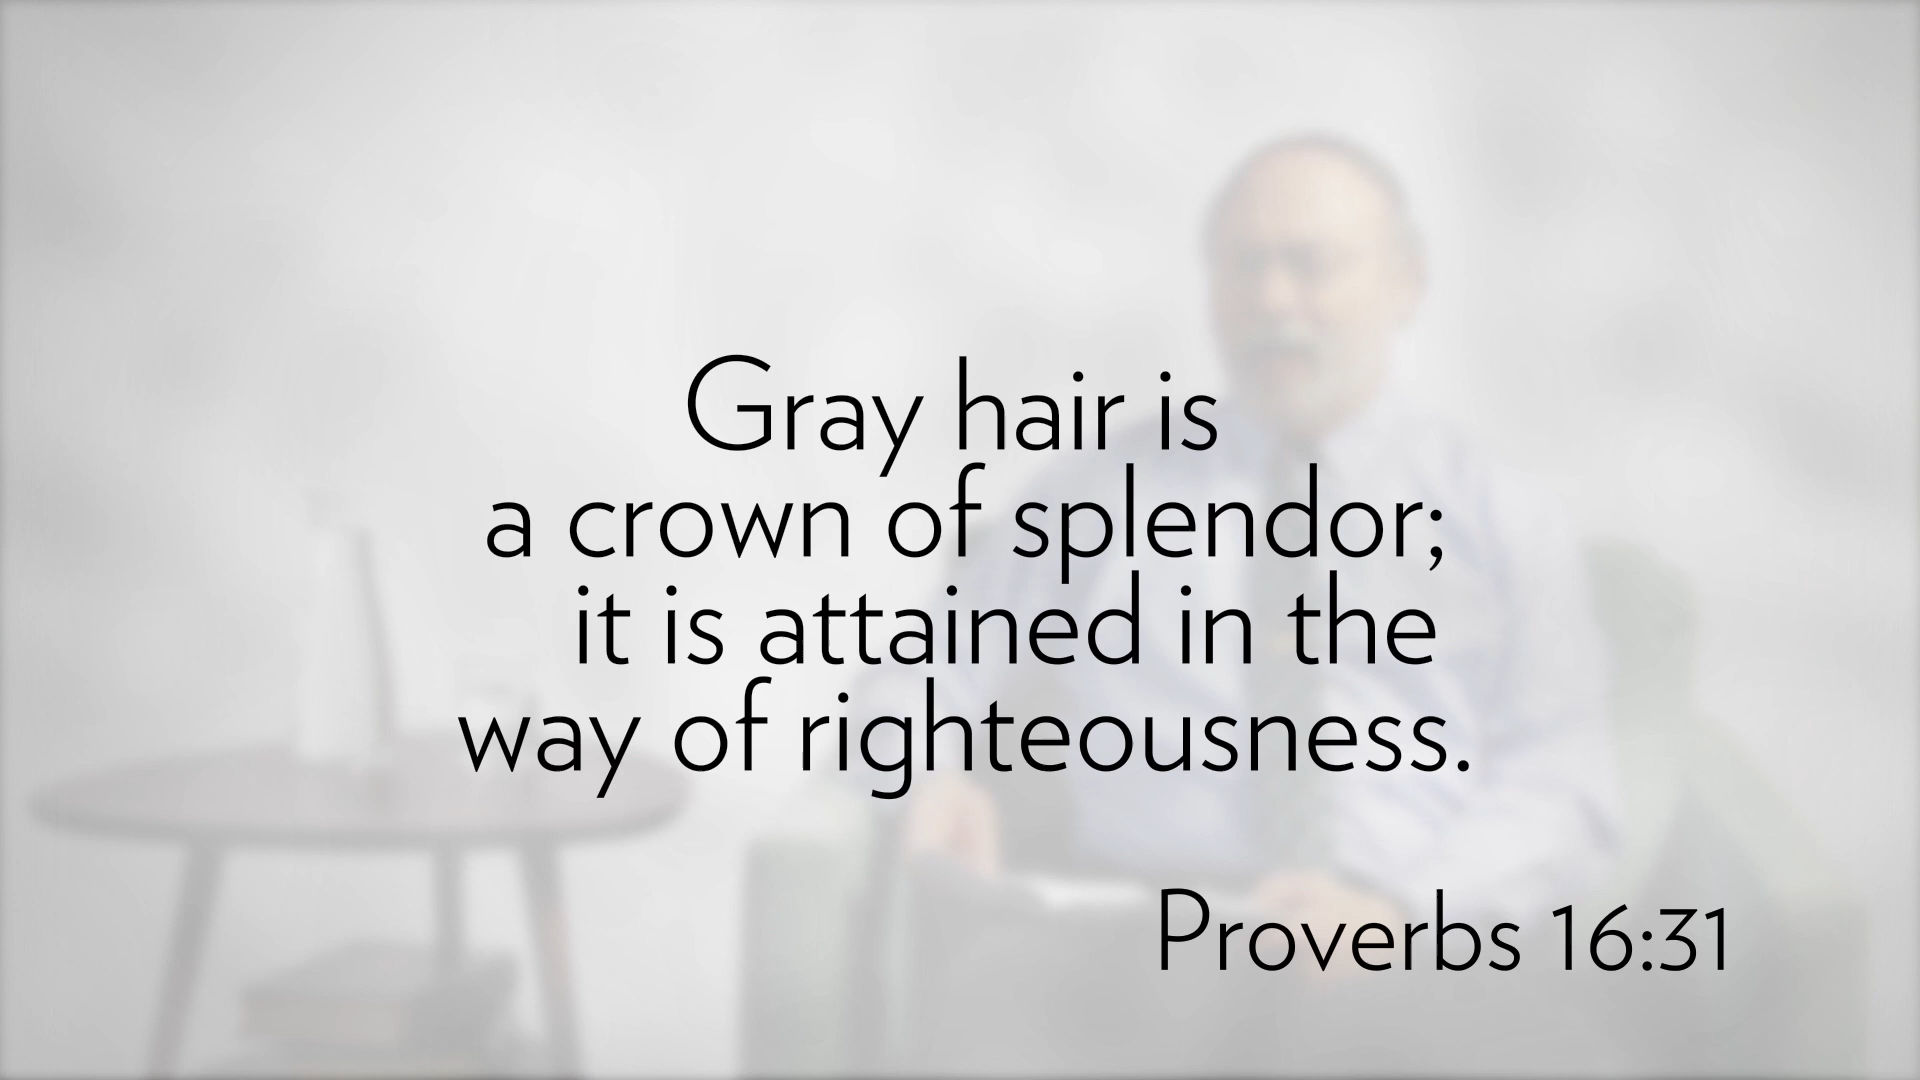 Gray hair is
a crown of splendor;
it is attained in the
way of righteousness.
Proverbs 16:31